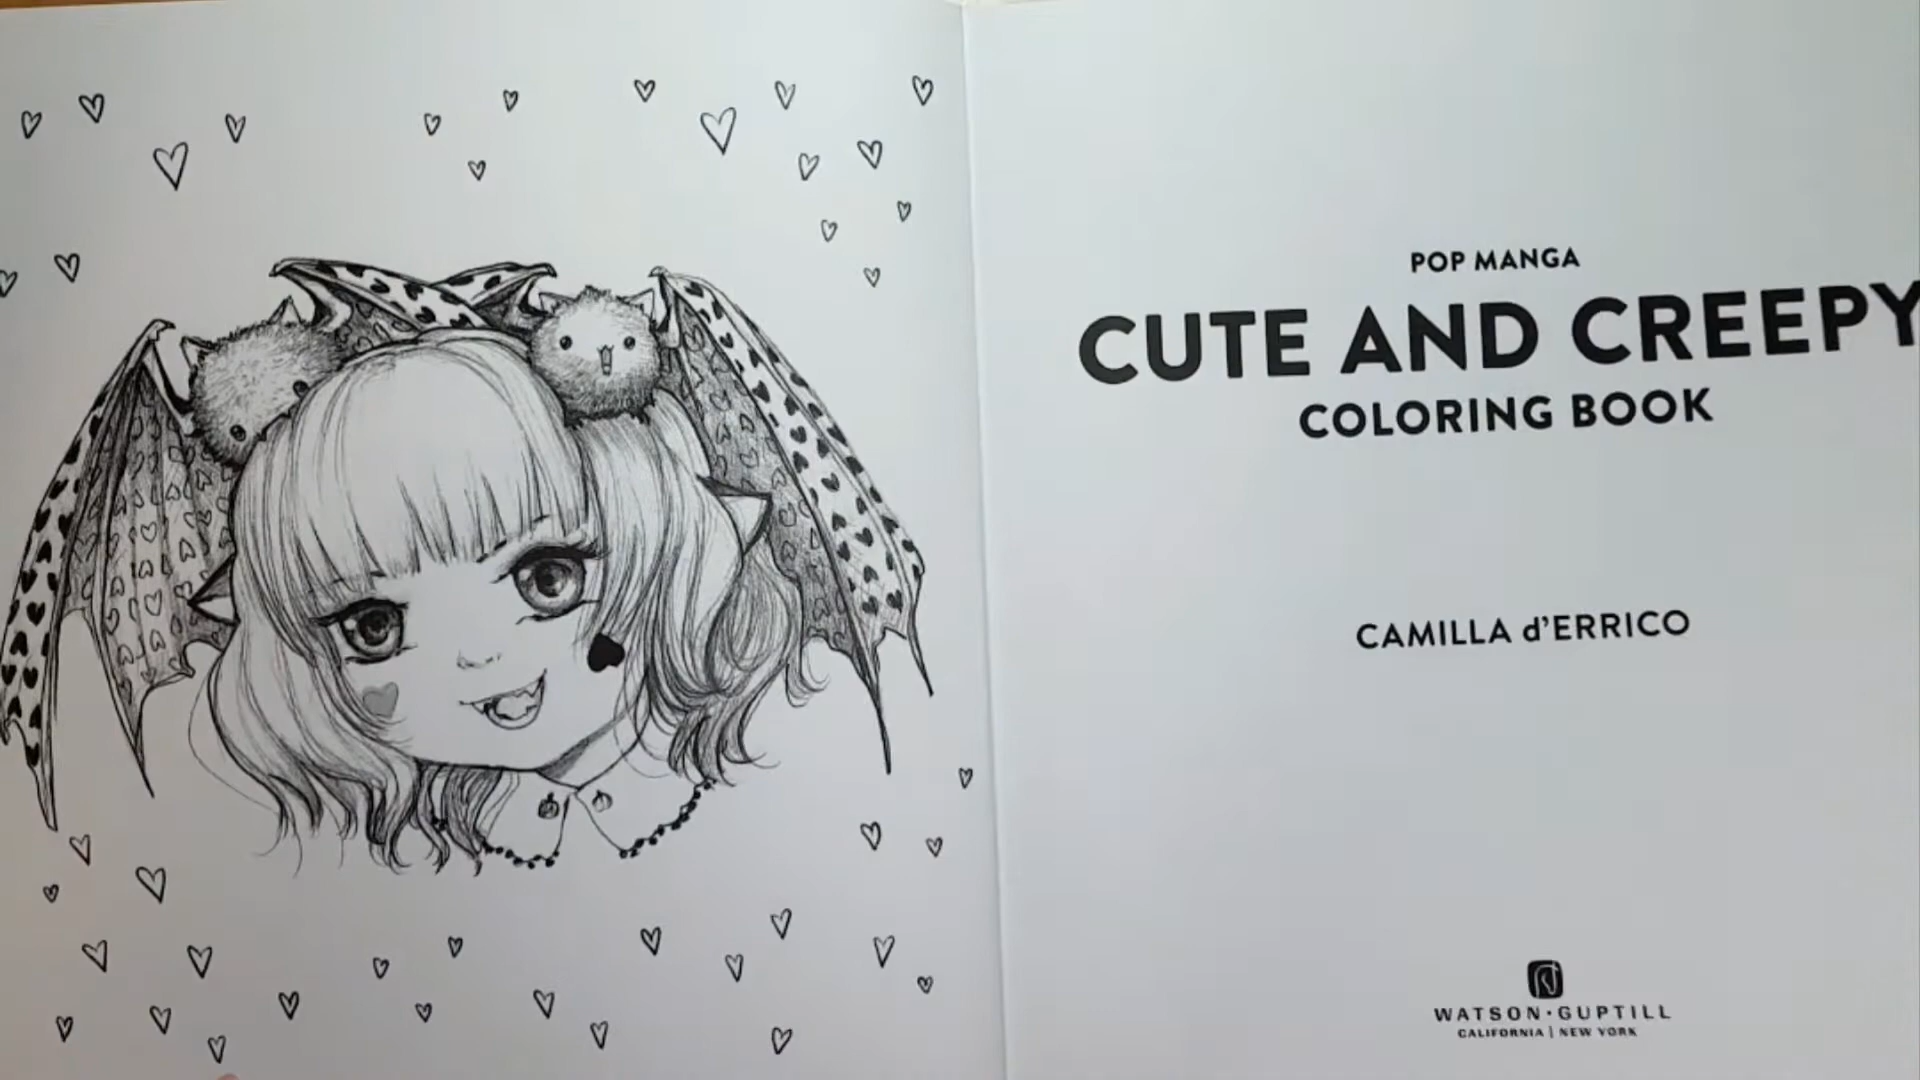 POP MANGA
CUTE AND CREEPY
COLORING BOOK
CAMILLA d'ERRICO
WATSON·GUPTILL
CALIFORNIA | NEW YORK